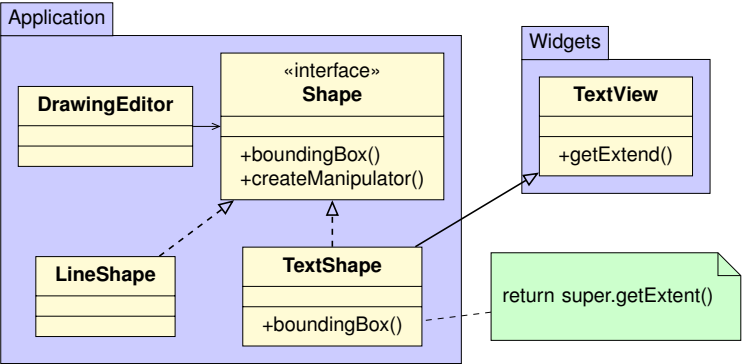 Application
Widgets
«interface»
Shape
DrawingEditor
TextView
+boundingBox()
+createManipulator()
+getExtend()
LineShape
TextShape
return super.getExtent()
+boundingBox()